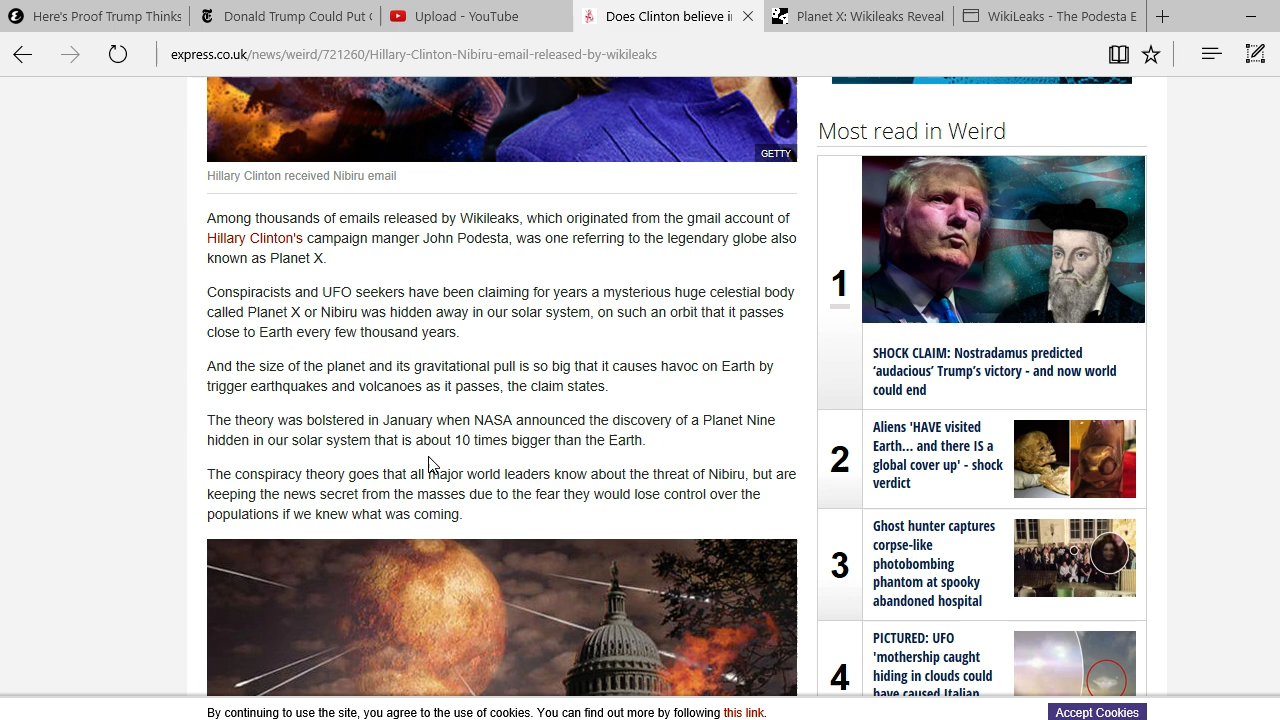 Here's Proof Trump Thinks
Donald Trump Could Put
Upload - YouTube
Does Clinton believe
Planet X: Wikileaks Reveal
WikiLeaks - The Podesta E
express.co.uk/news/weird/721260/Hillary-Clinton-Nibiru-email-released-by-wikileaks
GETTY
Hillary Clinton received Nibiru email
Among thousands of emails released by Wikileaks, which originated from the gmail account of
Hillary Clinton's campaign manger John Podesta, was one referring to the legendary globe also
known as Planet X.
Conspiracists and UFO seekers have been claiming for years a mysterious huge celestial body
called Planet X or Nibiru was hidden away in our solar system, on such an orbit that it passes
close to Earth every few thousand years.
And the size of the planet and its gravitational pull is so big that it causes havoc on Earth by
trigger earthquakes and volcanoes as it passes, the claim states.
The theory was bolstered in January when NASA announced the discovery of a Planet Nine
hidden in our solar system that is about 10 times bigger than the Earth.
The conspiracy theory goes that all major world leaders know about the threat of Nibiru, but are
keeping the news secret from the masses due to the fear they would lose control over the
populations if we knew what was coming.
Most read in Weird
1
SHOCK CLAIM: Nostradamus predicted
‘audacious’ Trump’s victory - and now world
could end
2
Aliens 'HAVE visited
Earth... and there IS a
global cover up' - shock
verdict
3
Ghost hunter captures
corpse-like
photobombing
phantom at spooky
abandoned hospital
4
PICTURED: UFO
'mothership caught
hiding in clouds could
have caused Italian
By continuing to use the site, you agree to the use of cookies. You can find out more by following this link.
Accept Cookies